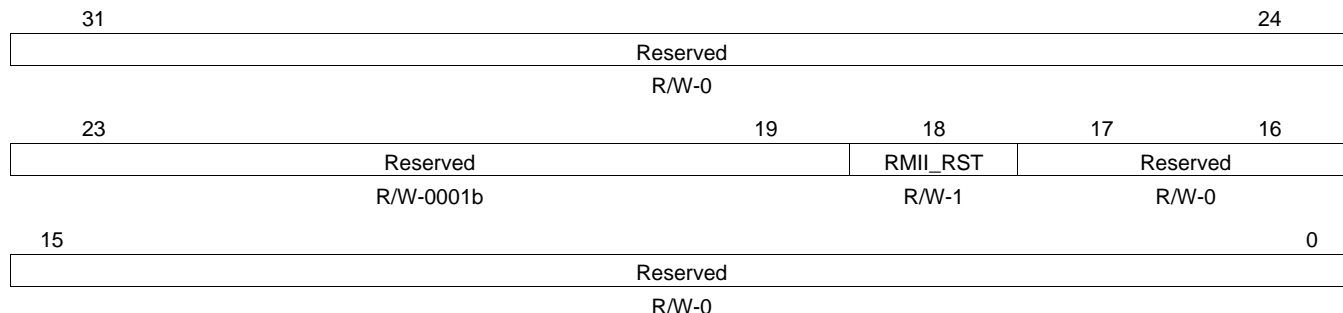 31 24
Reserved
R/W-0
23 19 18 17 16
Reserved RMII_RST Reserved
R/W-0001b R/W-1 R/W-0
15 0
Reserved
R/W-0